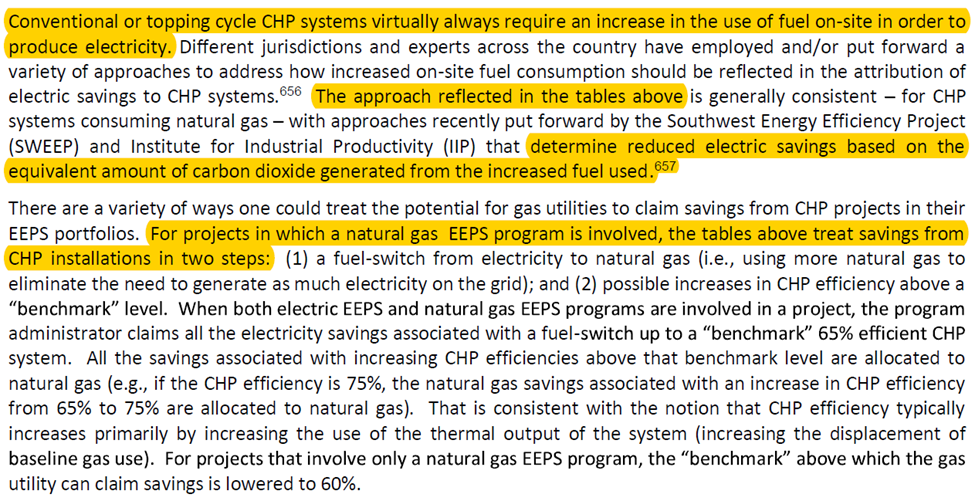 Conventional or topping cycle CHP systems virtually always require an increase in the use of fuel on-site in order to
produce electricity. Different jurisdictions and experts across the country have employed and/or put forward a
variety of approaches to address how increased on-site fuel consumption should be reflected in the attribution of
electric savings to CHP systems.656 The approach reflected in the tables above is generally consistent – for CHP
systems consuming natural gas – with approaches recently put forward by the Southwest Energy Efficiency Project
(SWEEP) and Institute for Industrial Productivity (IIP) that determine reduced electric savings based on the
equivalent amount of carbon dioxide generated from the increased fuel used.657
There are a variety of ways one could treat the potential for gas utilities to claim savings from CHP projects in their
EEPS portfolios. For projects in which a natural gas EEPS program is involved, the tables above treat savings from
CHP installations in two steps: (1) a fuel-switch from electricity to natural gas (i.e., using more natural gas to
eliminate the need to generate as much electricity on the grid); and (2) possible increases in CHP efficiency above a
“benchmark” level. When both electric EEPS and natural gas EEPS programs are involved in a project, the program
administrator claims all the electricity savings associated with a fuel-switch up to a “benchmark” 65% efficient CHP
system. All the savings associated with increasing CHP efficiencies above that benchmark level are allocated to
natural gas (e.g., if the CHP efficiency is 75%, the natural gas savings associated with an increase in CHP efficiency
from 65% to 75% are allocated to natural gas). That is consistent with the notion that CHP efficiency typically
increases primarily by increasing the use of the thermal output of the system (increasing the displacement of
baseline gas use). For projects that involve only a natural gas EEPS program, the “benchmark” above which the gas
utility can claim savings is lowered to 60%.